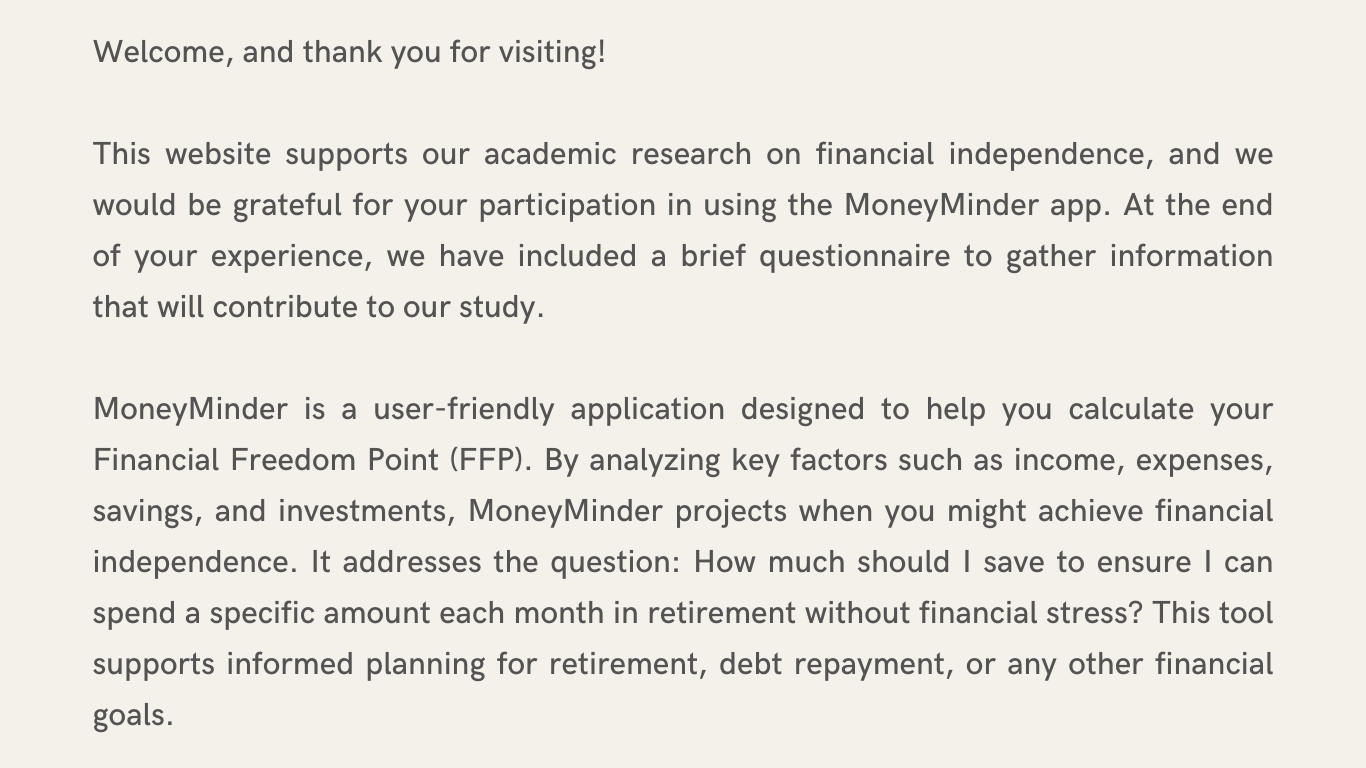 Welcome, and thank you for visiting!
This website supports our academic research on financial independence, and we
would be grateful for your participation in using the MoneyMinder app. At the end
of your experience, we have included a brief questionnaire to gather information
that will contribute to our study.
MoneyMinder is a user-friendly application designed to help you calculate your
Financial Freedom Point (FFP). By analyzing key factors such as income, expenses,
savings, and investments, MoneyMinder projects when you might achieve financial
independence. It addresses the question: How much should I save to ensure I can
spend a specific amount each month in retirement without financial stress? This tool
supports informed planning for retirement, debt repayment, or any other financial
goals.